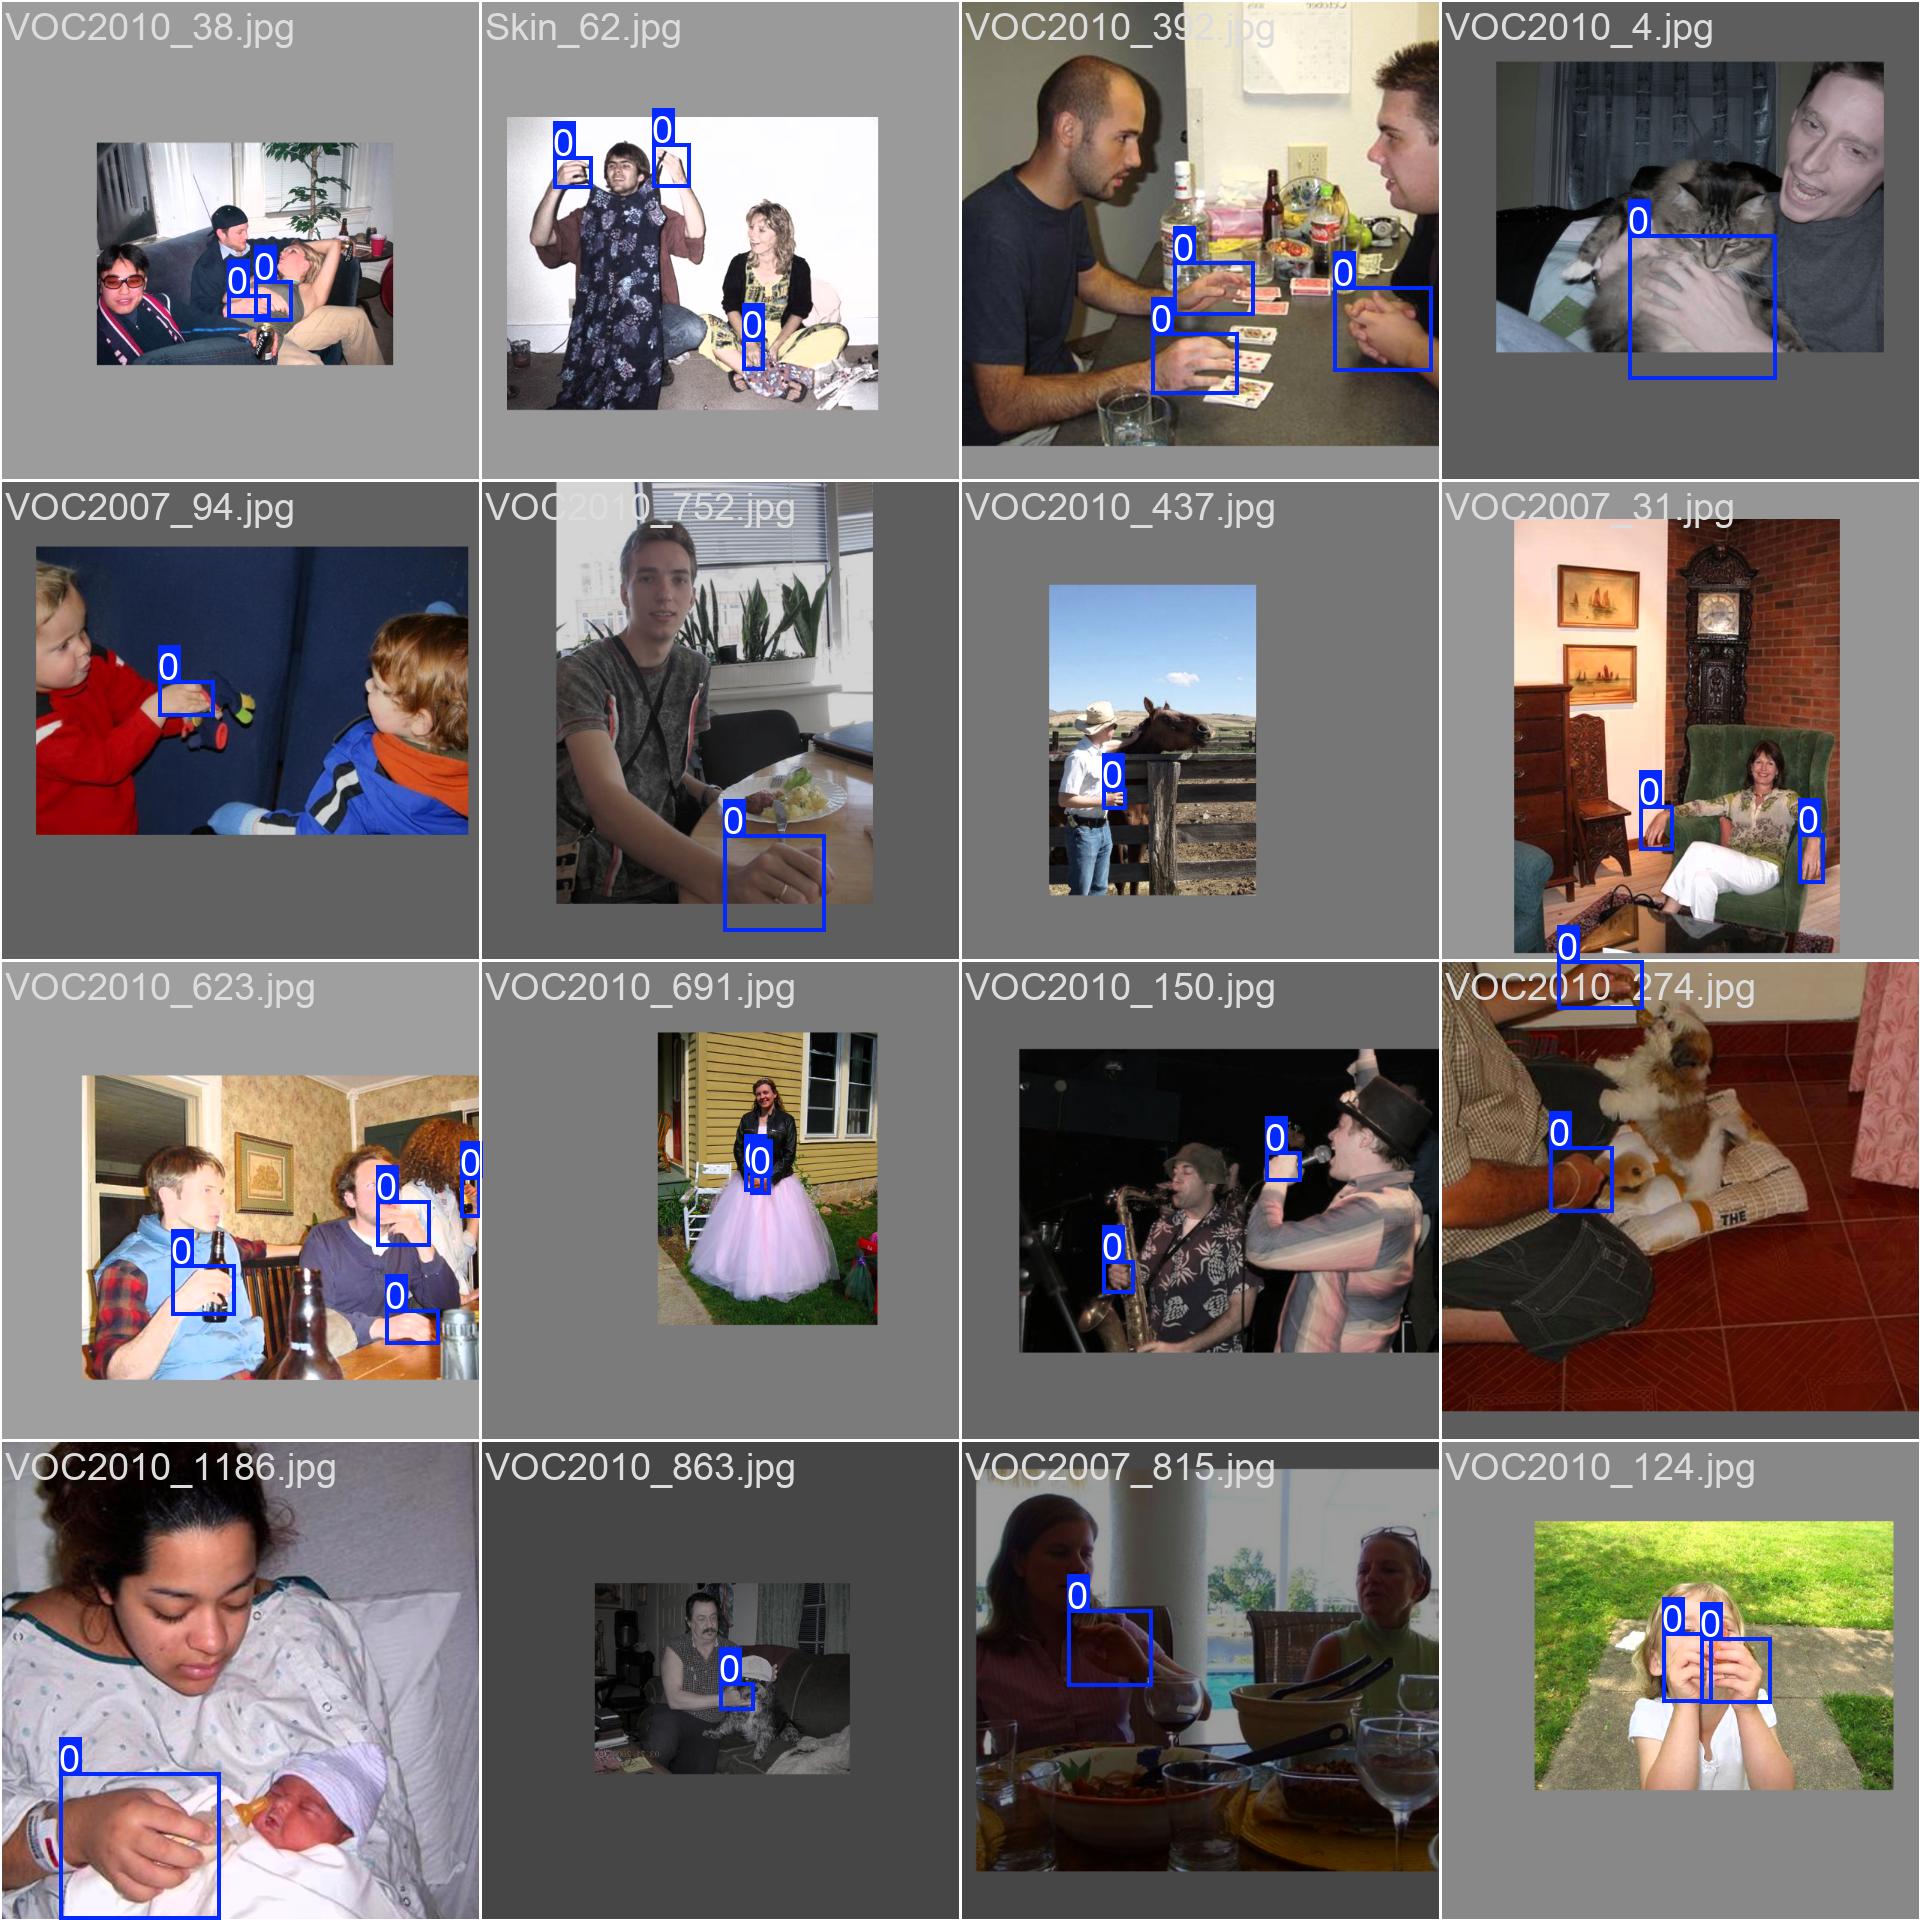 VOC2010_38.jpg
Skin_62.jpg
VOC2010_392.jpg
VOC2010_4.jpg
0
0
0
0
0
0
0
0
0
VOC2007_94.jpg
VOC2010_752.jpg
VOC2010_437.jpg
VOC2007_31.jpg
0
0
0
0
0
VOC2010_623.jpg
VOC2010_691.jpg
VOC2010_150.jpg
VOC2010_274.jpg
0
0
0
0
0
0
0
0
0
0
THE
VOC2010_1186.jpg
VOC2010_863.jpg
VOC2007_815.jpg
VOC2010_124.jpg
0
0
0
0
0